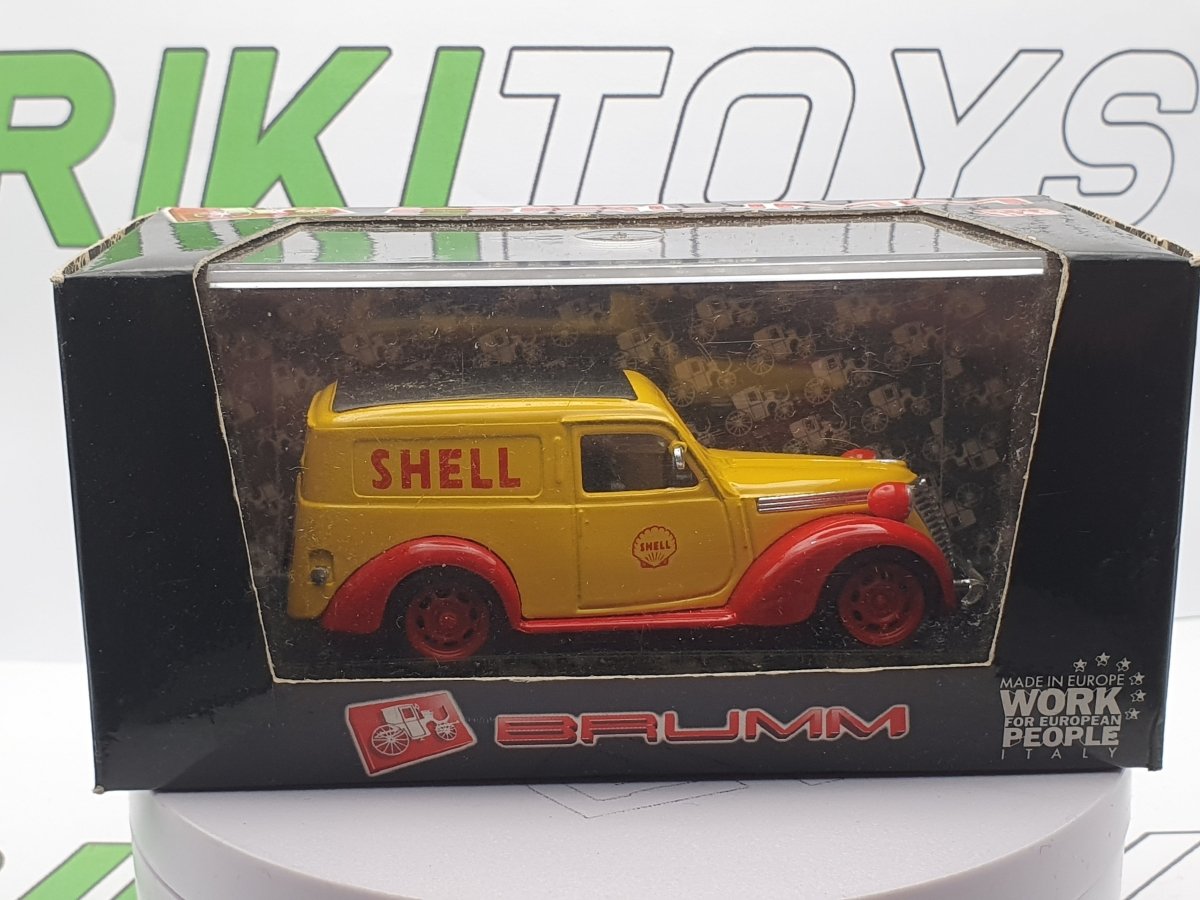 RIKITOYS
SHELL
SHELL
BRUMM
MADE IN EUROPE
WORK
FOR EUROPEAN
PEOPLE
ITALY